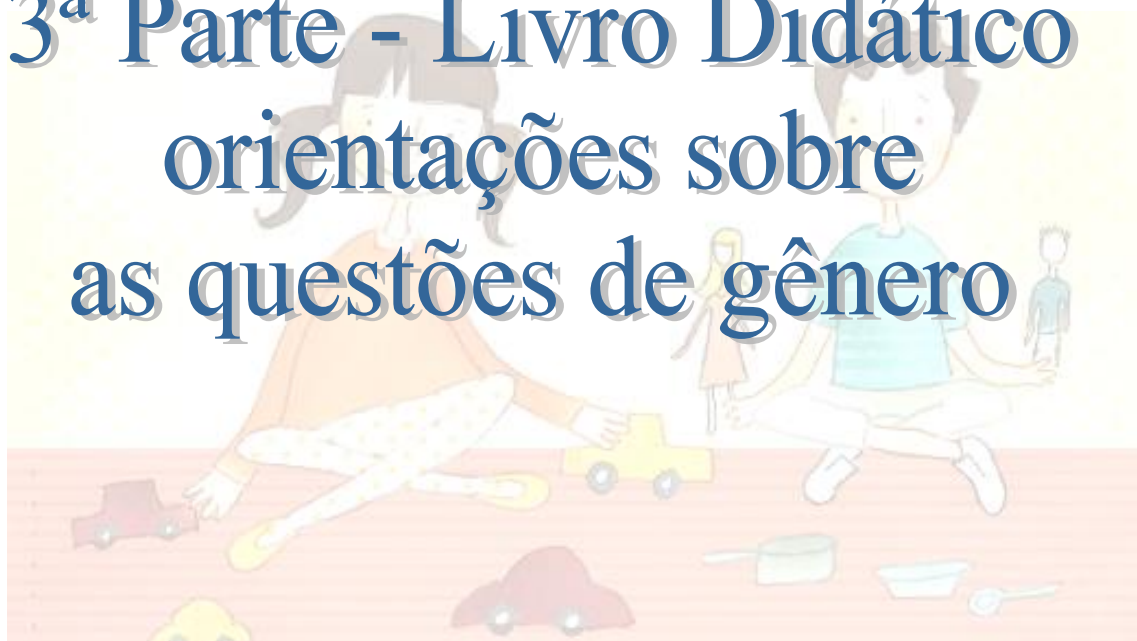 3ª Parte - Livro Didático
orientações sobre
as questões de gênero